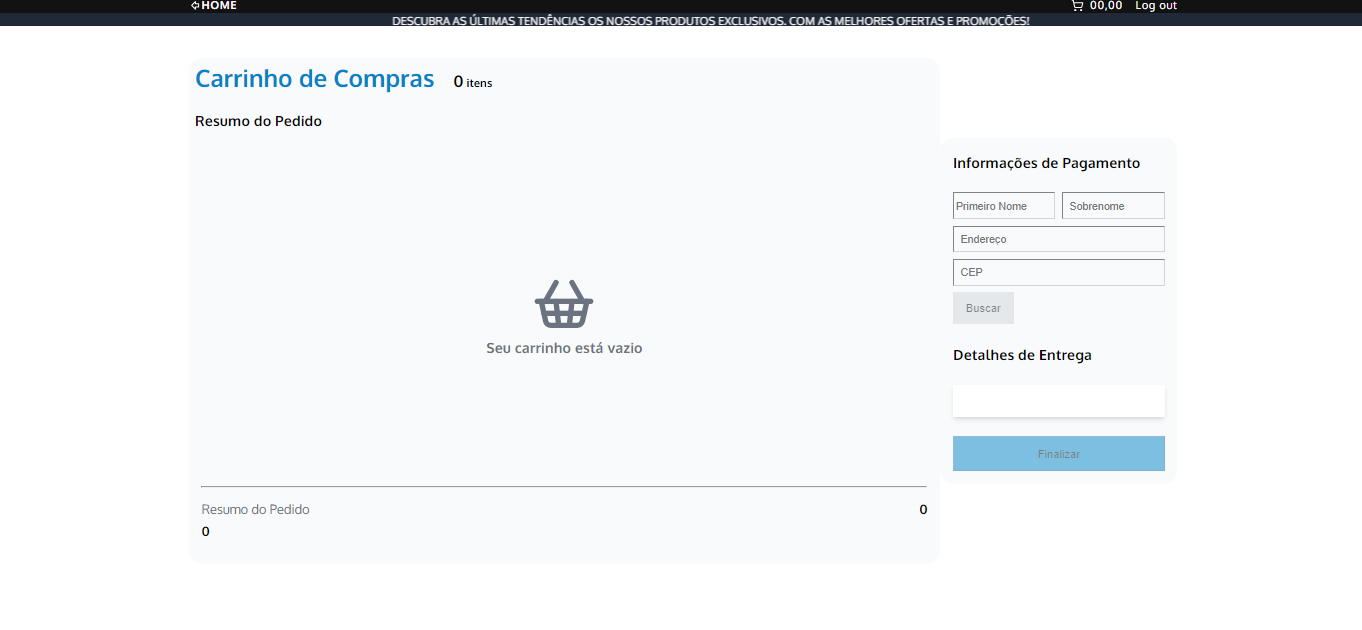 HOME 00,00 Log out
DESCUBRA AS ÚLTIMAS TENDÊNCIAS OS NOSSOS PRODUTOS EXCLUSIVOS. COM AS MELHORES OFERTAS E PROMOÇÕES!
Carrinho de Compras 0 itens
Resumo do Pedido
Seu carrinho está vazio
Resumo do Pedido 0
0
Informações de Pagamento
Primeiro Nome Sobrenome
Endereço
CEP
Buscar
Detalhes de Entrega
Finalizar